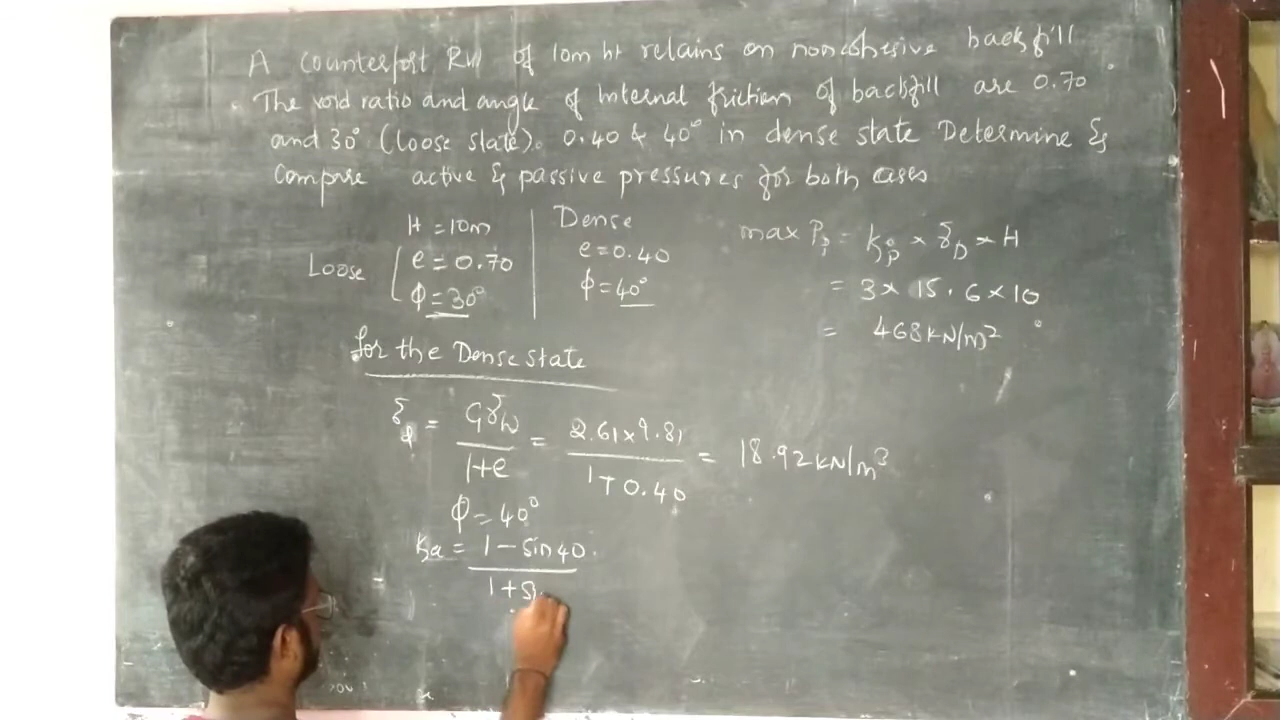 A counterfort RW of 10m ht retains on noncohesive backfill
. The void ratio and angle of Internal friction of backfill are 0.70
and 30° (loose state). 0.40 & 40° in dense state Determine &
Compare active & passive pressures for both cases
H = 10m
Loose
e = 0.70
ϕ = 30°
Dense
e = 0.40
ϕ = 40°
max Pp = Kp × γD × H
= 3 × 15.6 × 10
= 468 KN/m²
for the Dense state
γd = Gγw / 1+e = 2.61 × 9.81 / 1+0.40 = 18.92 KN/m³
ϕ = 40°
Ka = 1 - Sin 40 / 1 + Si